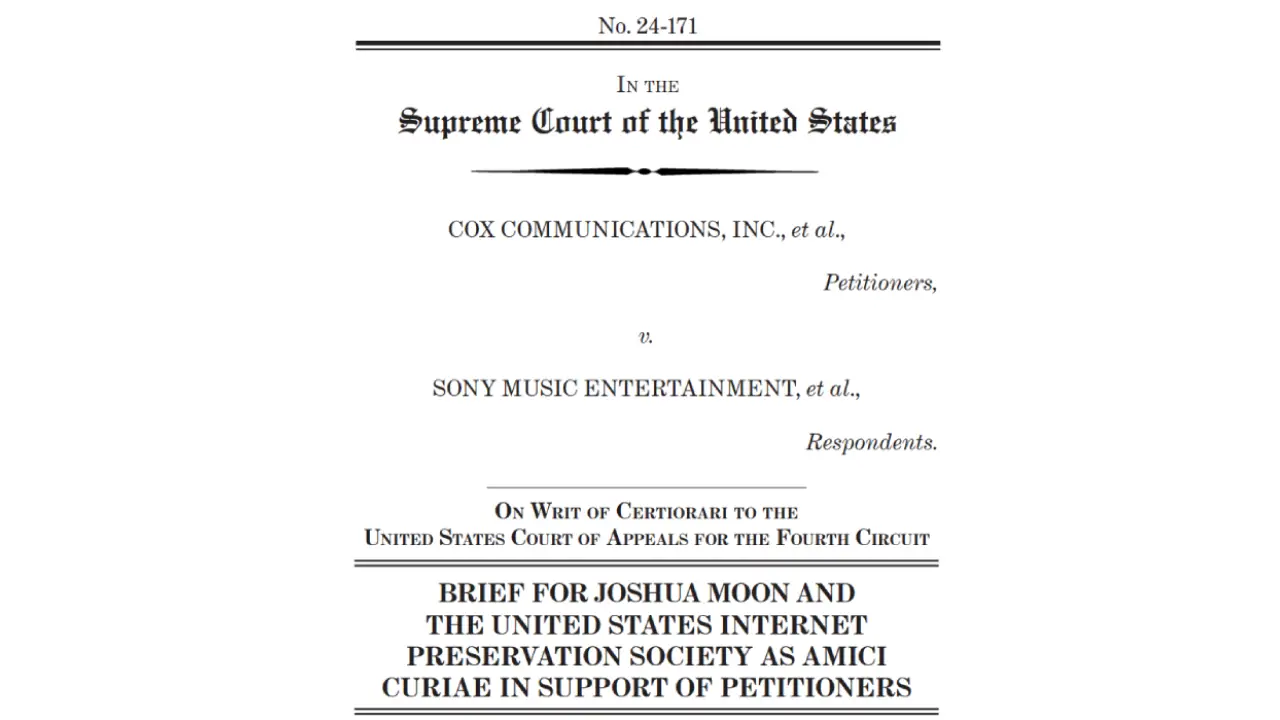 No. 24-171
IN THE
Supreme Court of the United States
COX COMMUNICATIONS, INC., et al.,
Petitioners,
v.
SONY MUSIC ENTERTAINMENT, et al.,
Respondents.
ON WRIT OF CERTIORARI TO THE
UNITED STATES COURT OF APPEALS FOR THE FOURTH CIRCUIT
BRIEF FOR JOSHUA MOON AND
THE UNITED STATES INTERNET
PRESERVATION SOCIETY AS AMICI
CURIAE IN SUPPORT OF PETITIONERS